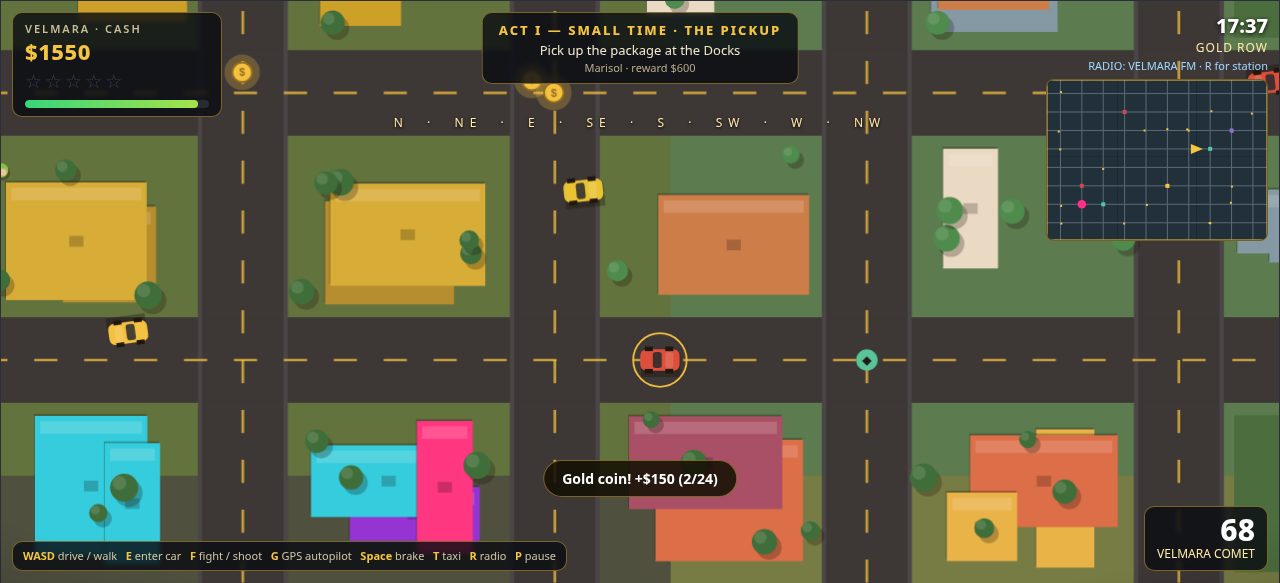 VELMARA · CASH
$1550
☆☆☆☆☆
ACT I — SMALL TIME · THE PICKUP
Pick up the package at the Docks
Marisol · reward $600
17:37
GOLD ROW
RADIO: VELMARA FM · R for station
$
$
N · NE · E · SE · S · SW · W · NW
Gold coin! +$150 (2/24)
WASD drive / walk E enter car F fight / shoot G GPS autopilot Space brake T taxi R radio P pause
68
VELMARA COMET